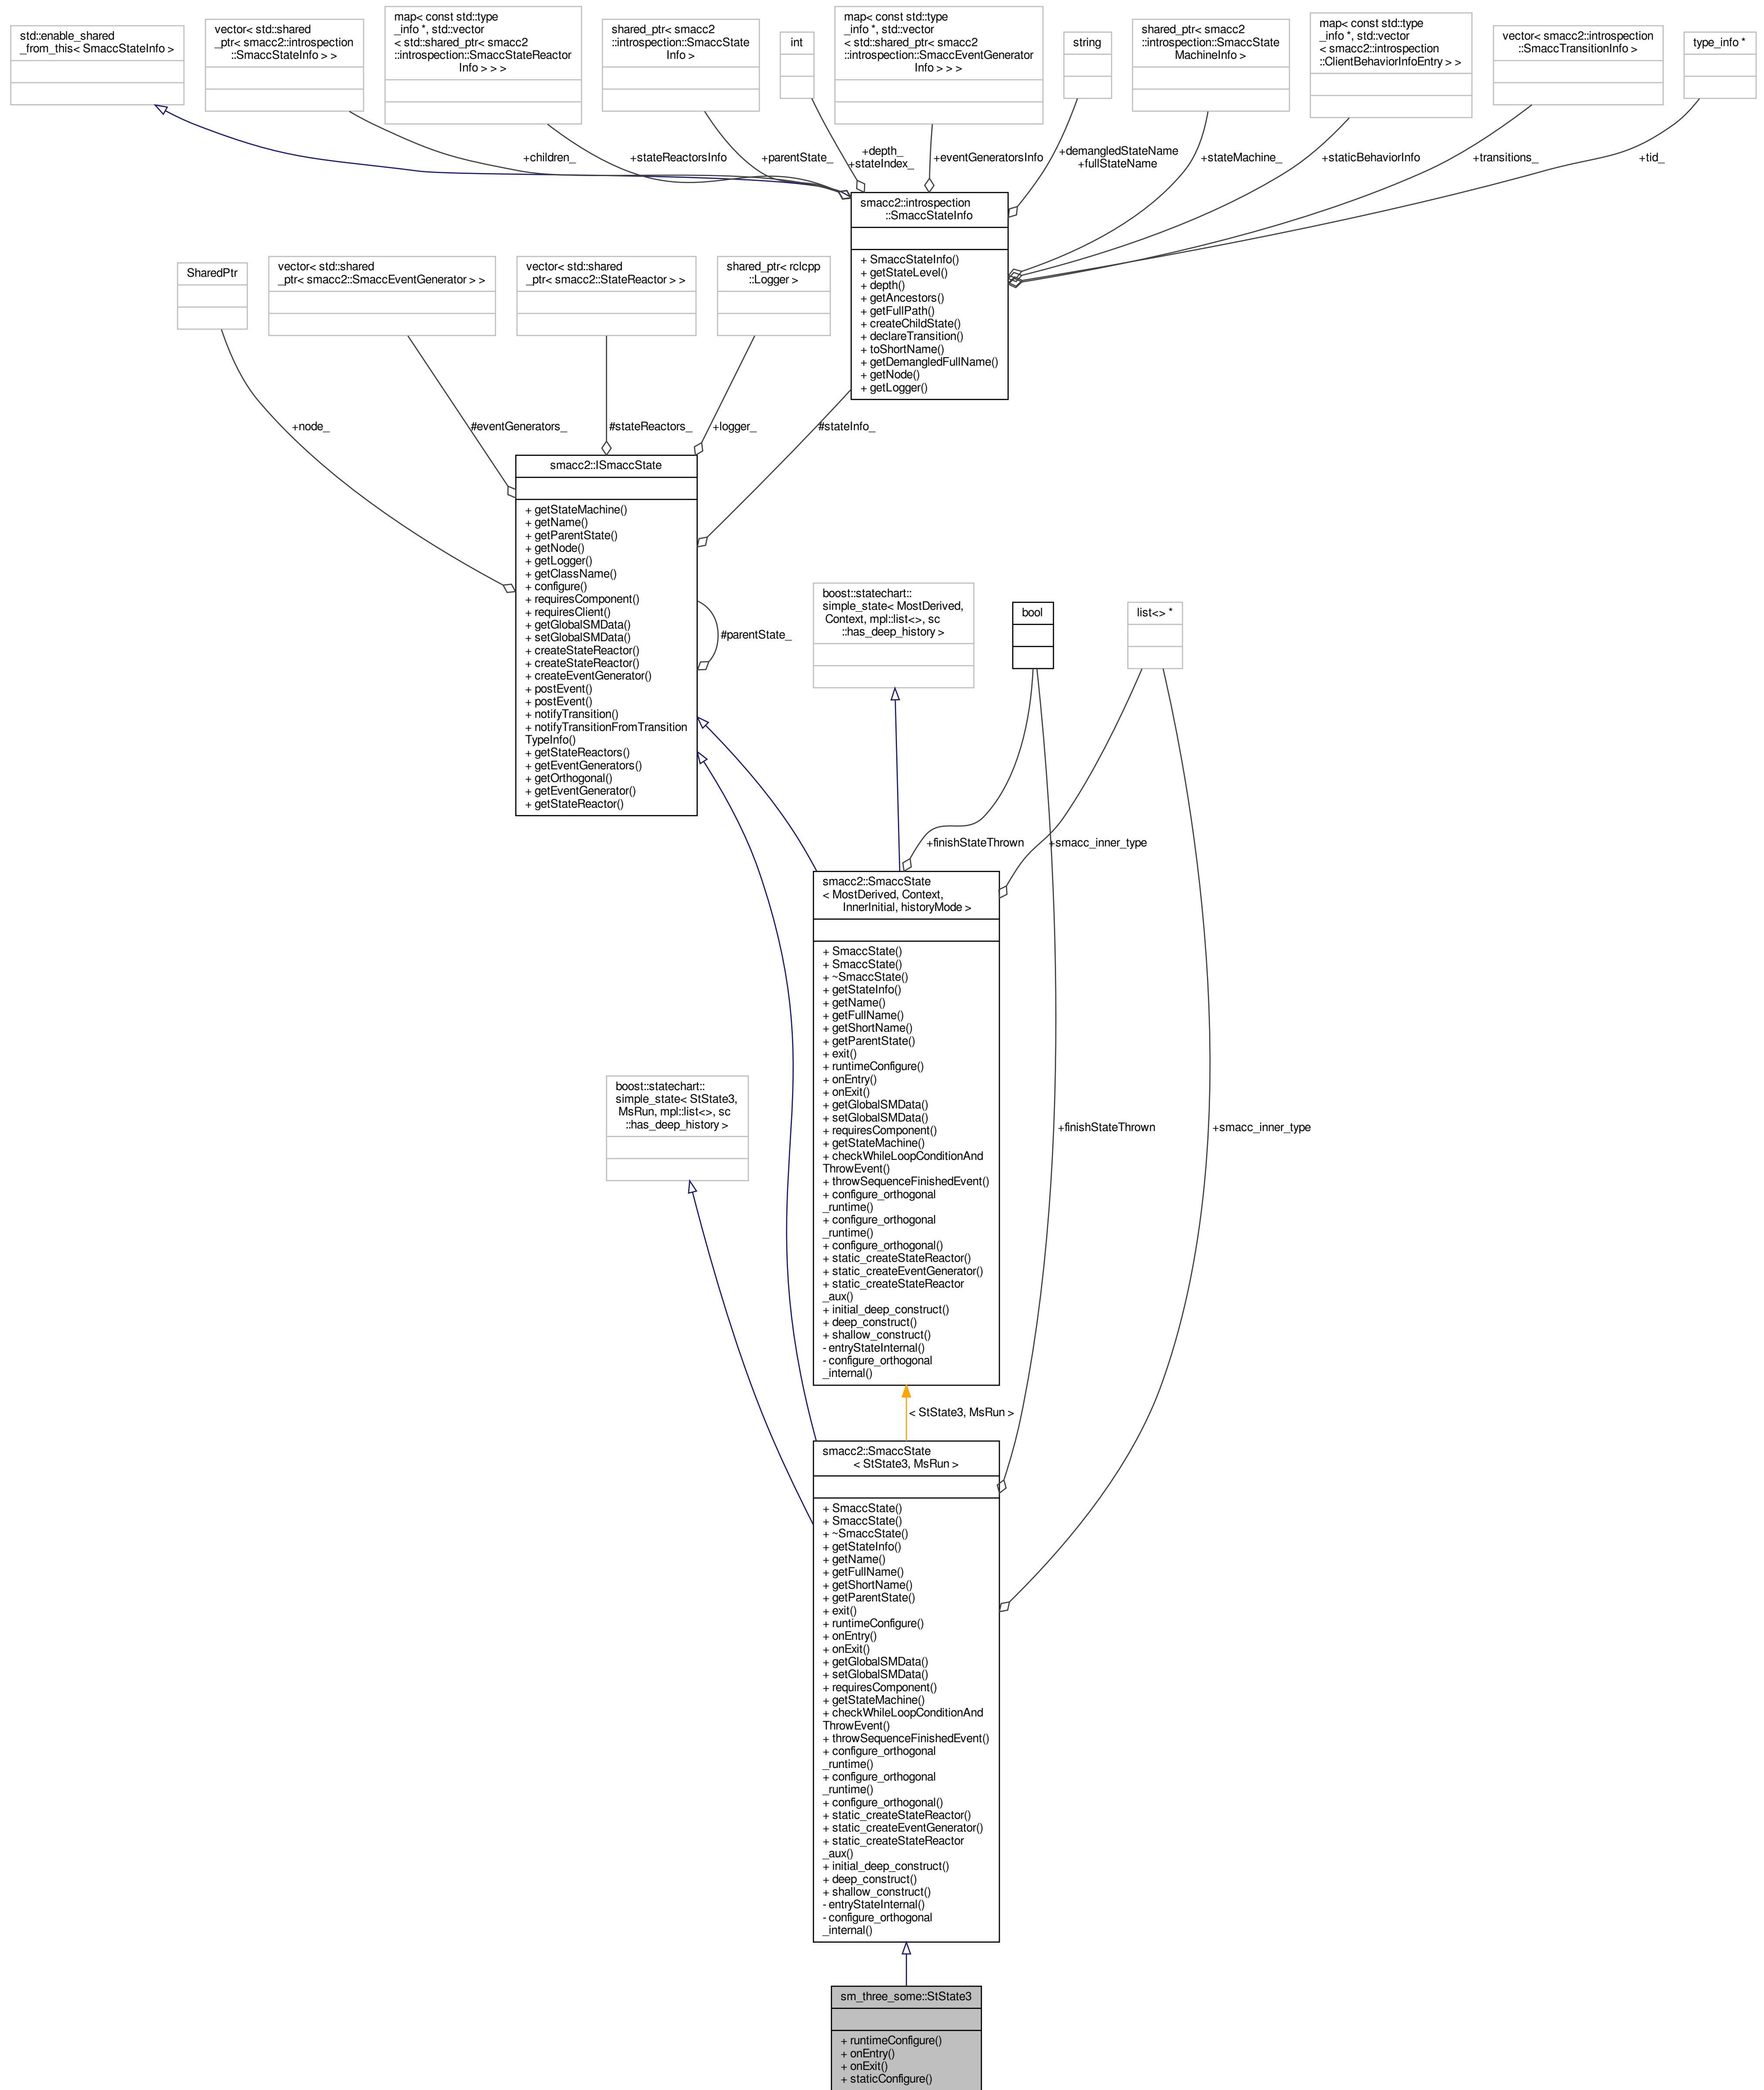 std::enable_shared
_from_this< SmaccStateInfo >
vector< std::shared
_ptr< smacc2::introspection
::SmaccStateInfo > >
map< const std::type
_info *, std::vector
< std::shared_ptr< smacc2
::introspection::SmaccStateReactor
Info > > >
shared_ptr< smacc2
::introspection::SmaccState
Info >
int
map< const std::type
_info *, std::vector
< std::shared_ptr< smacc2
::introspection::SmaccEventGenerator
Info > > >
string
shared_ptr< smacc2
::introspection::SmaccState
MachineInfo >
map< const std::type
_info *, std::vector
< smacc2::introspection
::ClientBehaviorInfoEntry > >
vector< smacc2::introspection
::SmaccTransitionInfo >
type_info *
+children_
+stateReactorsInfo
+parentState_
+depth_
+stateIndex_
+eventGeneratorsInfo
+demangledStateName
+fullStateName
+stateMachine_
+staticBehaviorInfo
+transitions_
+tid_
smacc2::introspection
::SmaccStateInfo
+ SmaccStateInfo()
+ getStateLevel()
+ depth()
+ getAncestors()
+ getFullPath()
+ createChildState()
+ declareTransition()
+ toShortName()
+ getDemangledFullName()
+ getNode()
+ getLogger()
SharedPtr
vector< std::shared
_ptr< smacc2::SmaccEventGenerator > >
vector< std::shared
_ptr< smacc2::StateReactor > >
shared_ptr< rclcpp
::Logger >
+node_
#eventGenerators_
#stateReactors_
+logger_
#stateInfo_
smacc2::ISmaccState
+ getStateMachine()
+ getName()
+ getParentState()
+ getNode()
+ getLogger()
+ getClassName()
+ configure()
+ requiresComponent()
+ requiresClient()
+ getGlobalSMData()
+ setGlobalSMData()
+ createStateReactor()
+ createStateReactor()
+ createEventGenerator()
+ postEvent()
+ postEvent()
+ notifyTransition()
+ notifyTransitionFromTransition
TypeInfo()
+ getStateReactors()
+ getEventGenerators()
+ getOrthogonal()
+ getEventGenerator()
+ getStateReactor()
#parentState_
boost::statechart::
simple_state< MostDerived,
Context, mpl::list<>, sc
::has_deep_history >
bool
list<> *
+finishStateThrown
+smacc_inner_type
smacc2::SmaccState
< MostDerived, Context,
InnerInitial, historyMode >
+ SmaccState()
+ SmaccState()
+ ~SmaccState()
+ getStateInfo()
+ getName()
+ getFullName()
+ getShortName()
+ getParentState()
+ exit()
+ runtimeConfigure()
+ onEntry()
+ onExit()
+ getGlobalSMData()
+ setGlobalSMData()
+ requiresComponent()
+ getStateMachine()
+ checkWhileLoopConditionAnd
ThrowEvent()
+ throwSequenceFinishedEvent()
+ configure_orthogonal
_runtime()
+ configure_orthogonal
_runtime()
+ configure_orthogonal()
+ static_createStateReactor()
+ static_createEventGenerator()
+ static_createStateReactor
_aux()
+ initial_deep_construct()
+ deep_construct()
+ shallow_construct()
- entryStateInternal()
- configure_orthogonal
_internal()
boost::statechart::
simple_state< StState3,
MsRun, mpl::list<>, sc
::has_deep_history >
+finishStateThrown
+smacc_inner_type
< StState3, MsRun >
smacc2::SmaccState
< StState3, MsRun >
+ SmaccState()
+ SmaccState()
+ ~SmaccState()
+ getStateInfo()
+ getName()
+ getFullName()
+ getShortName()
+ getParentState()
+ exit()
+ runtimeConfigure()
+ onEntry()
+ onExit()
+ getGlobalSMData()
+ setGlobalSMData()
+ requiresComponent()
+ getStateMachine()
+ checkWhileLoopConditionAnd
ThrowEvent()
+ throwSequenceFinishedEvent()
+ configure_orthogonal
_runtime()
+ configure_orthogonal
_runtime()
+ configure_orthogonal()
+ static_createStateReactor()
+ static_createEventGenerator()
+ static_createStateReactor
_aux()
+ initial_deep_construct()
+ deep_construct()
+ shallow_construct()
- entryStateInternal()
- configure_orthogonal
_internal()
sm_three_some::StState3
+ runtimeConfigure()
+ onEntry()
+ onExit()
+ staticConfigure()